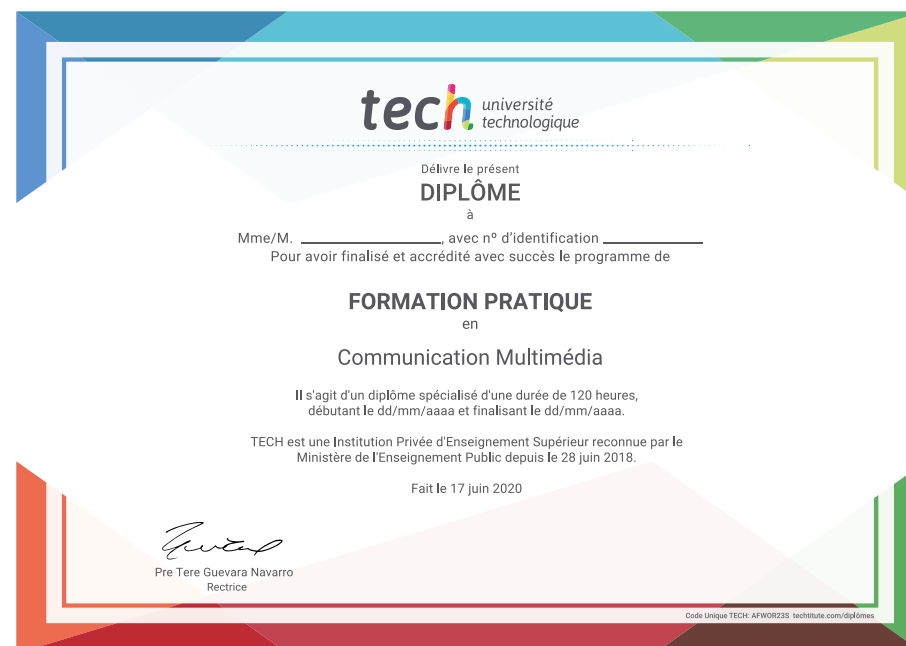 tech université
technologique
Délivre le présent
DIPLÔME
à
Mme/M. ____________________, avec nº d'identification ______________
Pour avoir finalisé et accrédité avec succès le programme de
FORMATION PRATIQUE
en
Communication Multimédia
Il s'agit d'un diplôme spécialisé d'une durée de 120 heures,
débutant le dd/mm/aaaa et finalisant le dd/mm/aaaa.
TECH est une Institution Privée d'Enseignement Supérieur reconnue par le
Ministère de l'Enseignement Public depuis le 28 juin 2018.
Fait le 17 juin 2020
Pre Tere Guevara Navarro
Rectrice
Code Unique TECH: AFWOR23S techtitute.com/diplômes